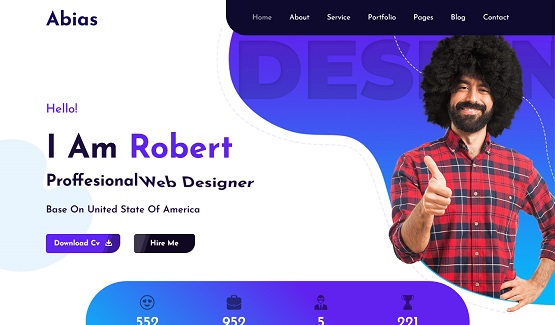 Abias
Home About Service Portfolio Pages Blog Contact
DESIGN
Hello!
I Am Robert
Proffesional Web Designer
Base On United State Of America
Download Cv
Hire Me
552 952 5 221